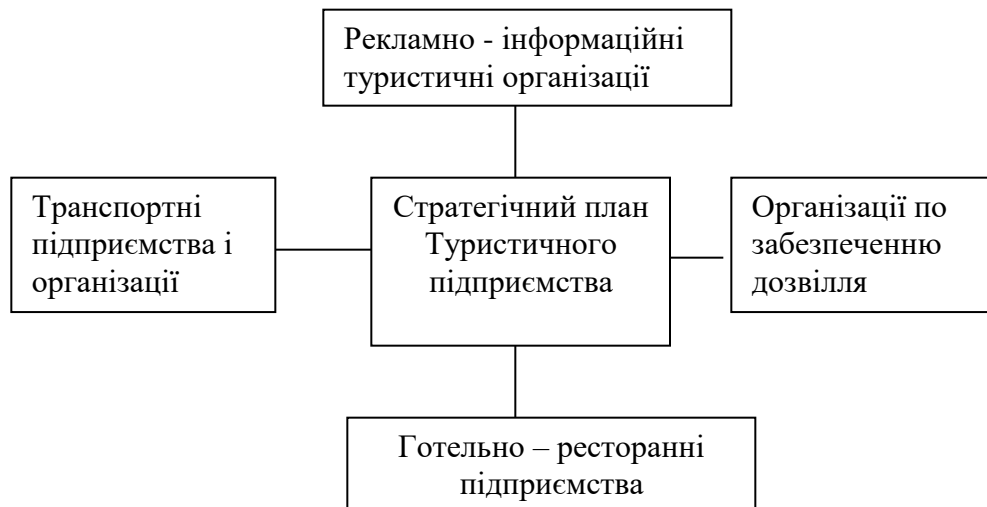 Рекламно - інформаційні
туристичні організації
Транспортні
підприємства і
організації
Стратегічний план
Туристичного
підприємства
Організації по
забезпеченню
дозвілля
Готельно – ресторанні
підприємства